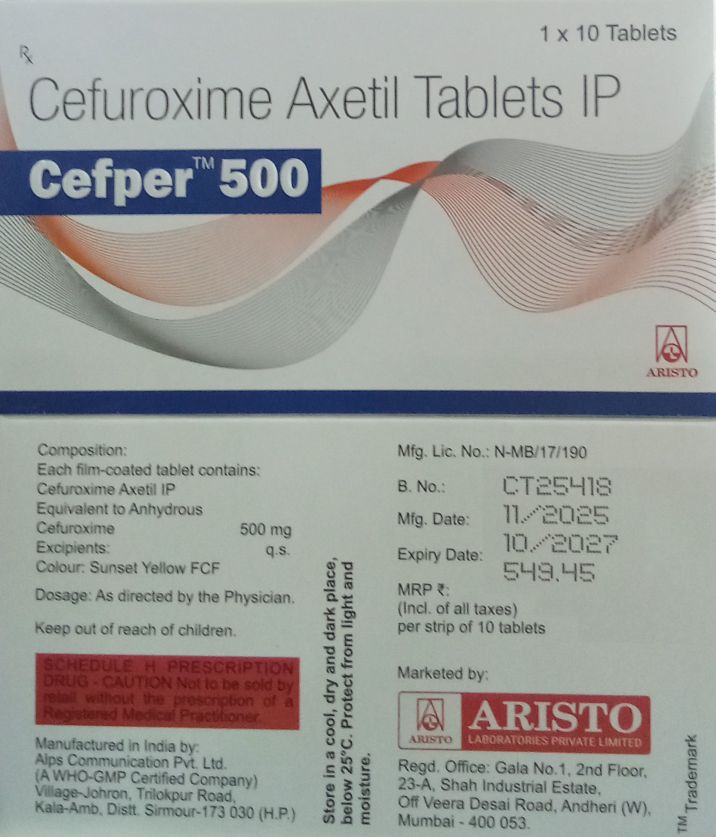 1 x 10 Tablets
Rx
Cefuroxime Axetil Tablets IP
Cefper™ 500
ARISTO
Composition:
Each film-coated tablet contains:
Cefuroxime Axetil IP
Equivalent to Anhydrous
Cefuroxime 500 mg
Excipients: q.s.
Colour: Sunset Yellow FCF
Dosage: As directed by the Physician.
Keep out of reach of children.
SCHEDULE H PRESCRIPTION
DRUG - CAUTION Not to be sold by
retail without the prescription of a
Registered Medical Practitioner.
Manufactured in India by:
Alps Communication Pvt. Ltd.
(A WHO-GMP Certified Company)
Village-Johron, Trilokpur Road,
Kala-Amb, Distt. Sirmour-173 030 (H.P.)
Store in a cool, dry and dark place,
below 25°C. Protect from light and
moisture.
Mfg. Lic. No.: N-MB/17/190
B. No.: CT25418
Mfg. Date: 11/2025
Expiry Date: 10/2027
549.45
MRP ₹:
(Incl. of all taxes)
per strip of 10 tablets
Marketed by:
ARISTO
ARISTO
LABORATORIES PRIVATE LIMITED
Regd. Office: Gala No.1, 2nd Floor,
23-A, Shah Industrial Estate,
Off Veera Desai Road, Andheri (W),
Mumbai - 400 053.
™Trademark